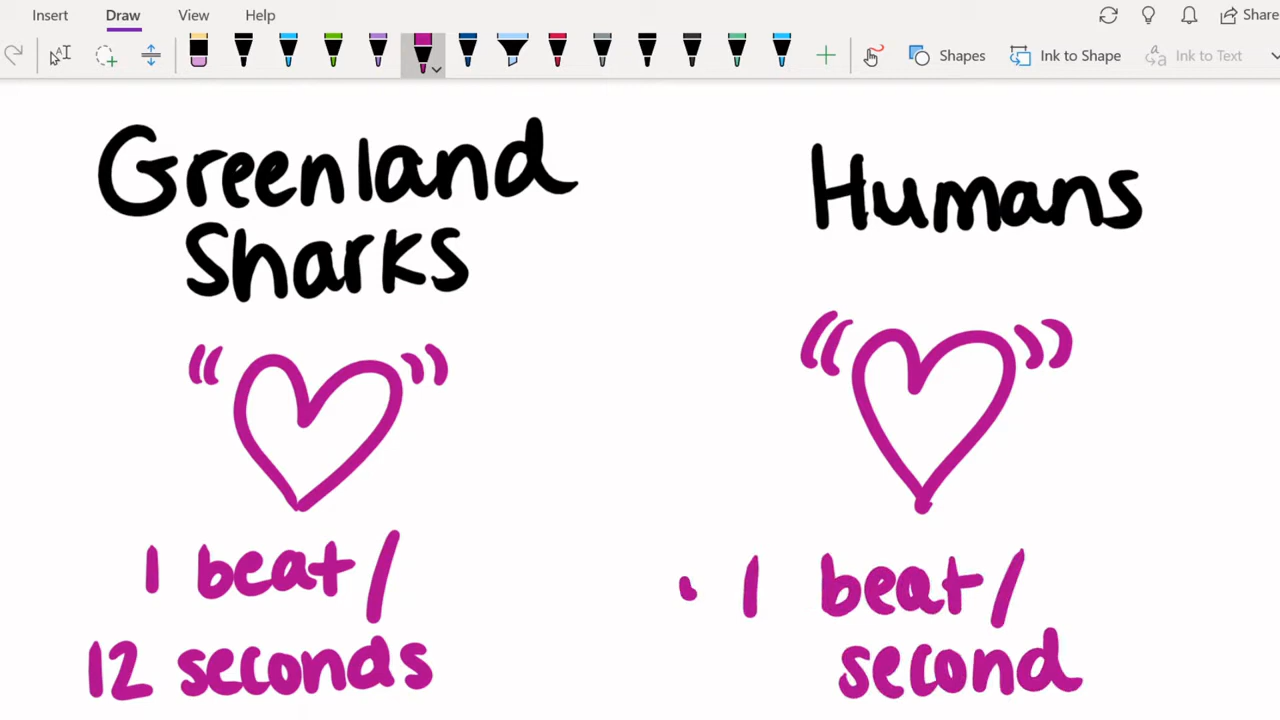 Insert Draw View Help Share
Shapes Ink to Shape Ink to Text
Greenland
Sharks
1 beat/
12 seconds
Humans
1 beat/
second